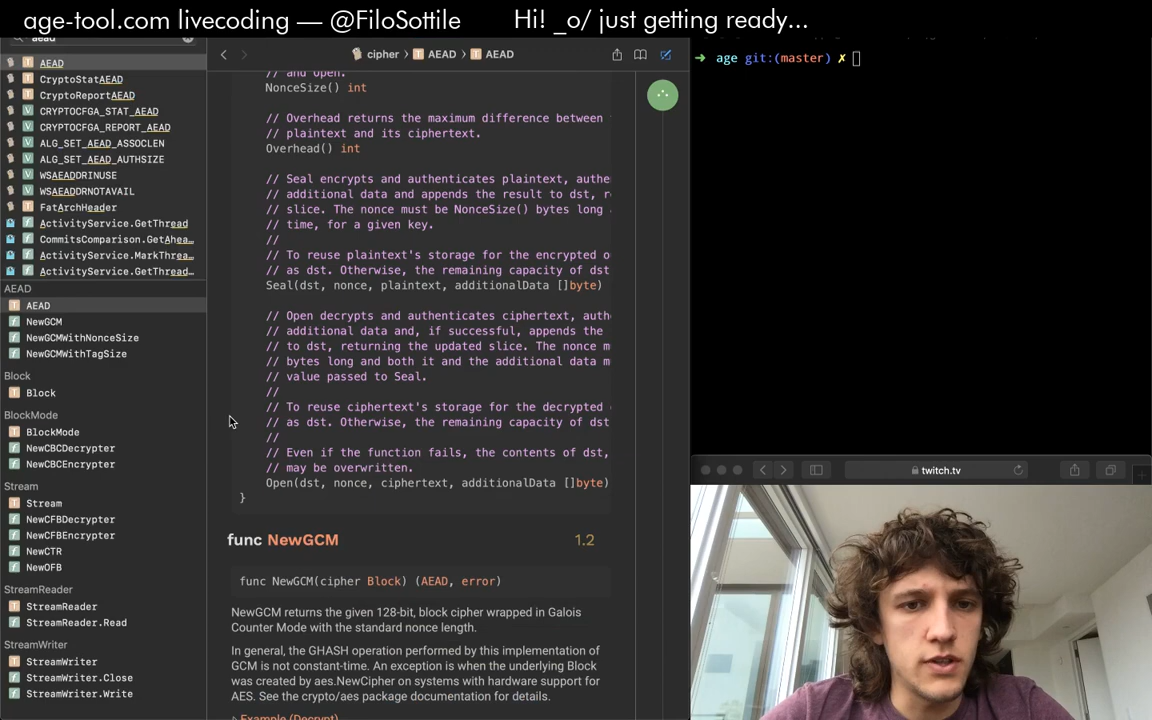 age-tool.com livecoding — @FiloSottile
Hi! _o/ just getting ready...
aead
cipher › T AEAD › T AEAD
AEAD
CryptoStatAEAD
CryptoReportAEAD
CRYPTOCFGA_STAT_AEAD
CRYPTOCFGA_REPORT_AEAD
ALG_SET_AEAD_ASSOCLEN
ALG_SET_AEAD_AUTHSIZE
WSAEADDRINUSE
WSAEADDRNOTAVAIL
FatArchHeader
ActivityService.GetThread
CommitsComparison.GetAhea…
ActivityService.MarkThrea…
ActivityService.GetThread…
AEAD
AEAD
NewGCM
NewGCMWithNonceSize
NewGCMWithTagSize
Block
Block
BlockMode
BlockMode
NewCBCDecrypter
NewCBCEncrypter
Stream
Stream
NewCFBDecrypter
NewCFBEncrypter
NewCTR
NewOFB
StreamReader
StreamReader
StreamReader.Read
StreamWriter
StreamWriter
StreamWriter.Close
StreamWriter.Write
// and Open.
NonceSize() int
// Overhead returns the maximum difference between
// plaintext and its ciphertext.
Overhead() int
// Seal encrypts and authenticates plaintext, authe
// additional data and appends the result to dst, r
// slice. The nonce must be NonceSize() bytes long
// time, for a given key.
//
// To reuse plaintext's storage for the encrypted o
// as dst. Otherwise, the remaining capacity of dst
Seal(dst, nonce, plaintext, additionalData []byte)
// Open decrypts and authenticates ciphertext, auth
// additional data and, if successful, appends the
// to dst, returning the updated slice. The nonce m
// bytes long and both it and the additional data m
// value passed to Seal.
//
// To reuse ciphertext's storage for the decrypted
// as dst. Otherwise, the remaining capacity of dst
//
// Even if the function fails, the contents of dst,
// may be overwritten.
Open(dst, nonce, ciphertext, additionalData []byte)
}
func NewGCM 1.2
func NewGCM(cipher Block) (AEAD, error)
NewGCM returns the given 128-bit, block cipher wrapped in Galois
Counter Mode with the standard nonce length.
In general, the GHASH operation performed by this implementation of
GCM is not constant-time. An exception is when the underlying Block
was created by aes.NewCipher on systems with hardware support for
AES. See the crypto/aes package documentation for details.
Example (Decrypt)
➜ age git:(master) ✗
twitch.tv